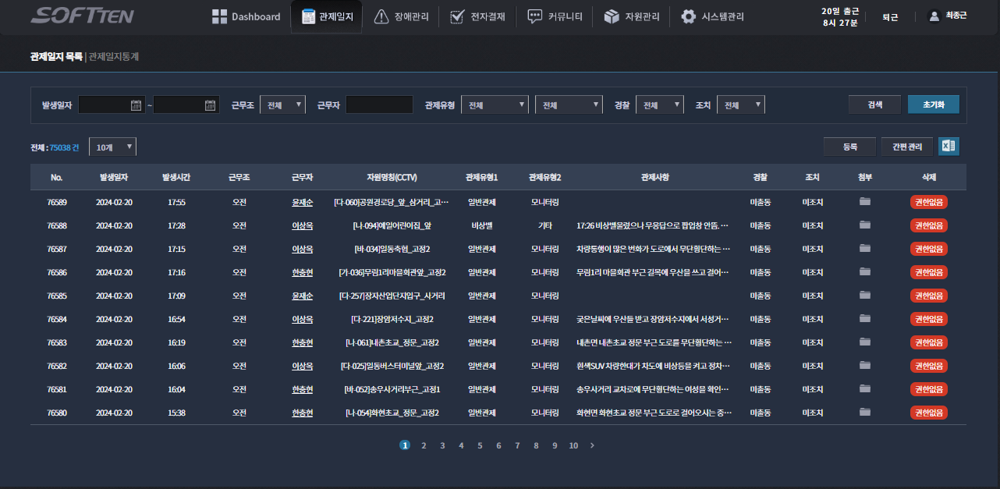 SOFTTEN
Dashboard 관제일지 장애관리 전자결재 커뮤니티 자원관리 시스템관리 20일 출근 8시 27분 퇴근 최종근
관제일지 목록 | 관제일지통계
발생일자 ~ 근무조 전체 근무자 관제유형 전체 전체 경찰 전체 조치 전체 검색 초기화
전체 : 75038 건 10개 등록 간편 관리
No. 발생일자 발생시간 근무조 근무자 자원명칭(CCTV) 관제유형1 관제유형2 관제사항 경찰 조치 첨부 삭제
76589 2024-02-20 17:55 오전 윤재순 [다-060]공원경로당_앞_삼거리_고… 일반관제 모니터링 미출동 미조치 권한없음
76588 2024-02-20 17:28 오전 이상옥 [나-094]예일어린이집_앞 비상벨 기타 17:26 비상벨울렸으나 무응답으로 팝업창 안뜸. … 미출동 미조치 권한없음
76587 2024-02-20 17:15 오전 이상옥 [바-034]일동축협_고정2 일반관제 모니터링 차량통행이 많은 번화가 도로에서 무단횡단하는 … 미출동 미조치 권한없음
76586 2024-02-20 17:16 오전 한충현 [가-036]무림1리마을회관앞_고정2 일반관제 모니터링 무림1리 마을회관 부근 길목에 우산을 쓰고 걸어… 미출동 미조치 권한없음
76585 2024-02-20 17:09 오전 윤재순 [다-257]장자산업단지입구_사거리 일반관제 모니터링 미출동 미조치 권한없음
76584 2024-02-20 16:54 오전 이상옥 [다-221]장암저수지_고정2 일반관제 모니터링 궂은날씨에 우산들 받고 장암저수지에서 서성거… 미출동 미조치 권한없음
76583 2024-02-20 16:19 오전 한충현 [나-061]내촌초교_정문_고정2 일반관제 모니터링 내촌면 내촌초교 정문 부근 도로를 무단횡단하는 … 미출동 미조치 권한없음
76582 2024-02-20 16:06 오전 이상옥 [다-025]일동버스터미널앞_고정2 일반관제 모니터링 흰색SUV 차량한대가 차도에 비상등을 켜고 정차… 미출동 미조치 권한없음
76581 2024-02-20 16:04 오전 한충현 [바-052]송우사거리부근_고정1 일반관제 모니터링 송우사거리 교차로에 무단횡단하는 여성을 확인… 미출동 미조치 권한없음
76580 2024-02-20 15:38 오전 한충현 [나-054]화현초교_정문_고정2 일반관제 모니터링 화현면 화현초교 정문 부근 도로로 걸어오시는 중… 미출동 미조치 권한없음
1 2 3 4 5 6 7 8 9 10 >